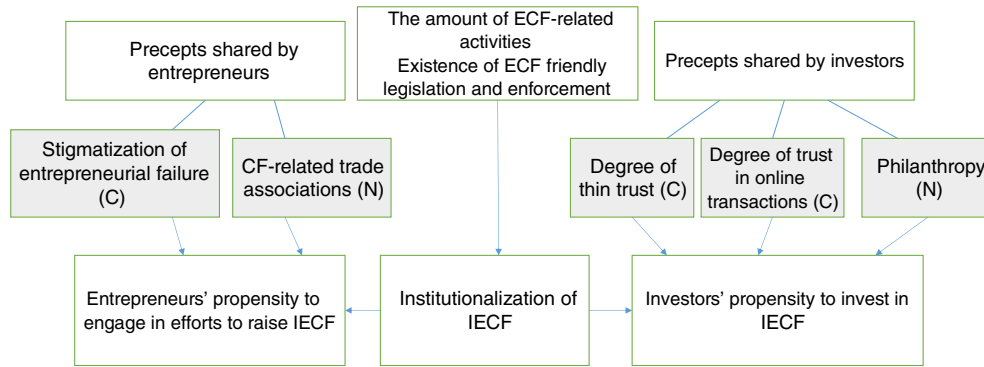 Precepts shared by
entrepreneurs
The amount of ECF-related
activities
Existence of ECF friendly
legislation and enforcement
Precepts shared by investors
Stigmatization of
entrepreneurial failure
(C)
CF-related trade
associations (N)
Degree of
thin trust (C)
Degree of trust
in online
transactions (C)
Philanthropy
(N)
Entrepreneurs’ propensity to
engage in efforts to raise IECF
Institutionalization of
IECF
Investors’ propensity to invest in
IECF